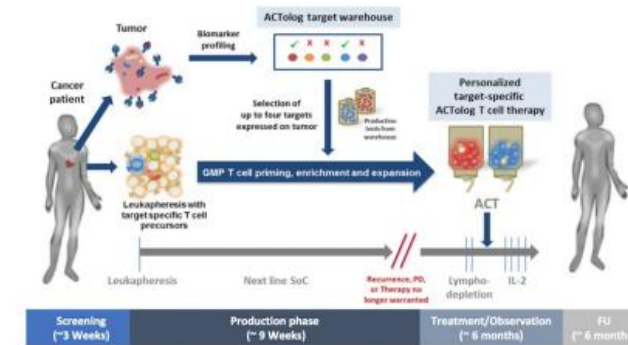 ACTolog target warehouse
Tumor
Biomarker
profiling
Cancer
patient
Selection of
up to four targets
expressed on tumor
Production
tools from
warehouse
Personalized
target-specific
ACTolog T cell therapy
GMP T cell priming, enrichment and expansion
Leukapheresis with
target specific T cell
precursors
ACT
Leukapheresis
Next line SoC
Recurrence, PD,
or Therapy no
longer warranted
Lympho-
depletion
IL-2
Screening
(~3 Weeks)
Production phase
(~ 9 Weeks)
Treatment/Observation
(~ 6 months)
FU
(~ 6 month